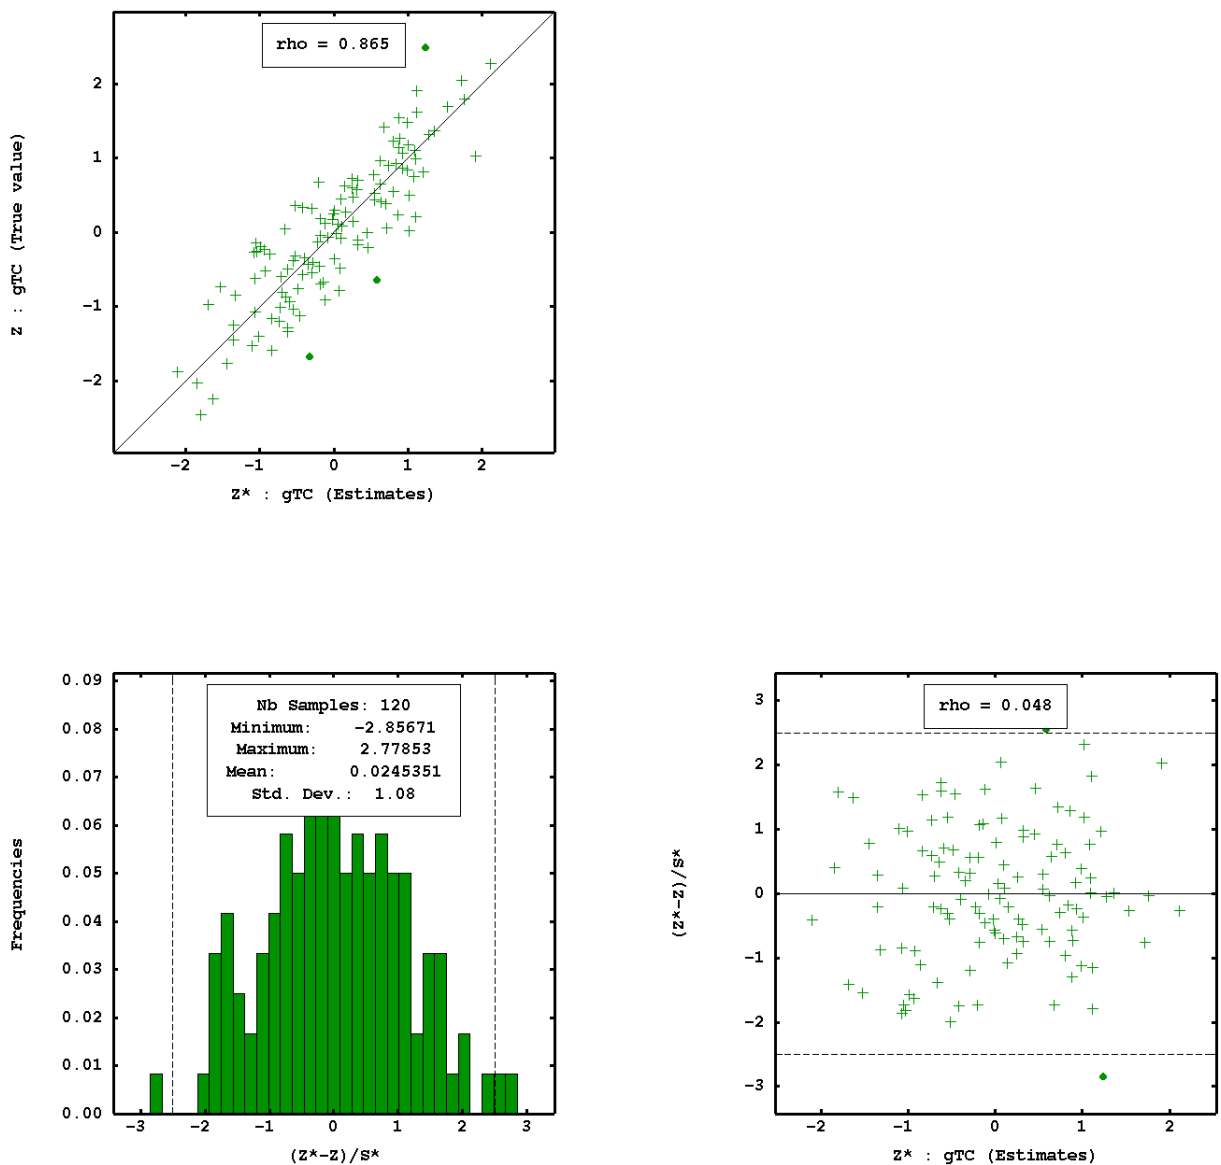 rho = 0.865
2
1
0
−1
−2
Z : gTC (True value)
−2 −1 0 1 2
Z* : gTC (Estimates)
0.09
0.08
0.07
0.06
0.05
0.04
0.03
0.02
0.01
0.00
Frequencies
Nb Samples: 120
Minimum: −2.85671
Maximum: 2.77853
Mean: 0.0245351
Std. Dev.: 1.08
−3 −2 −1 0 1 2 3
(Z*−Z)/S*
rho = 0.048
3
2
1
0
−1
−2
−3
(Z*−Z)/S*
−2 −1 0 1 2
Z* : gTC (Estimates)